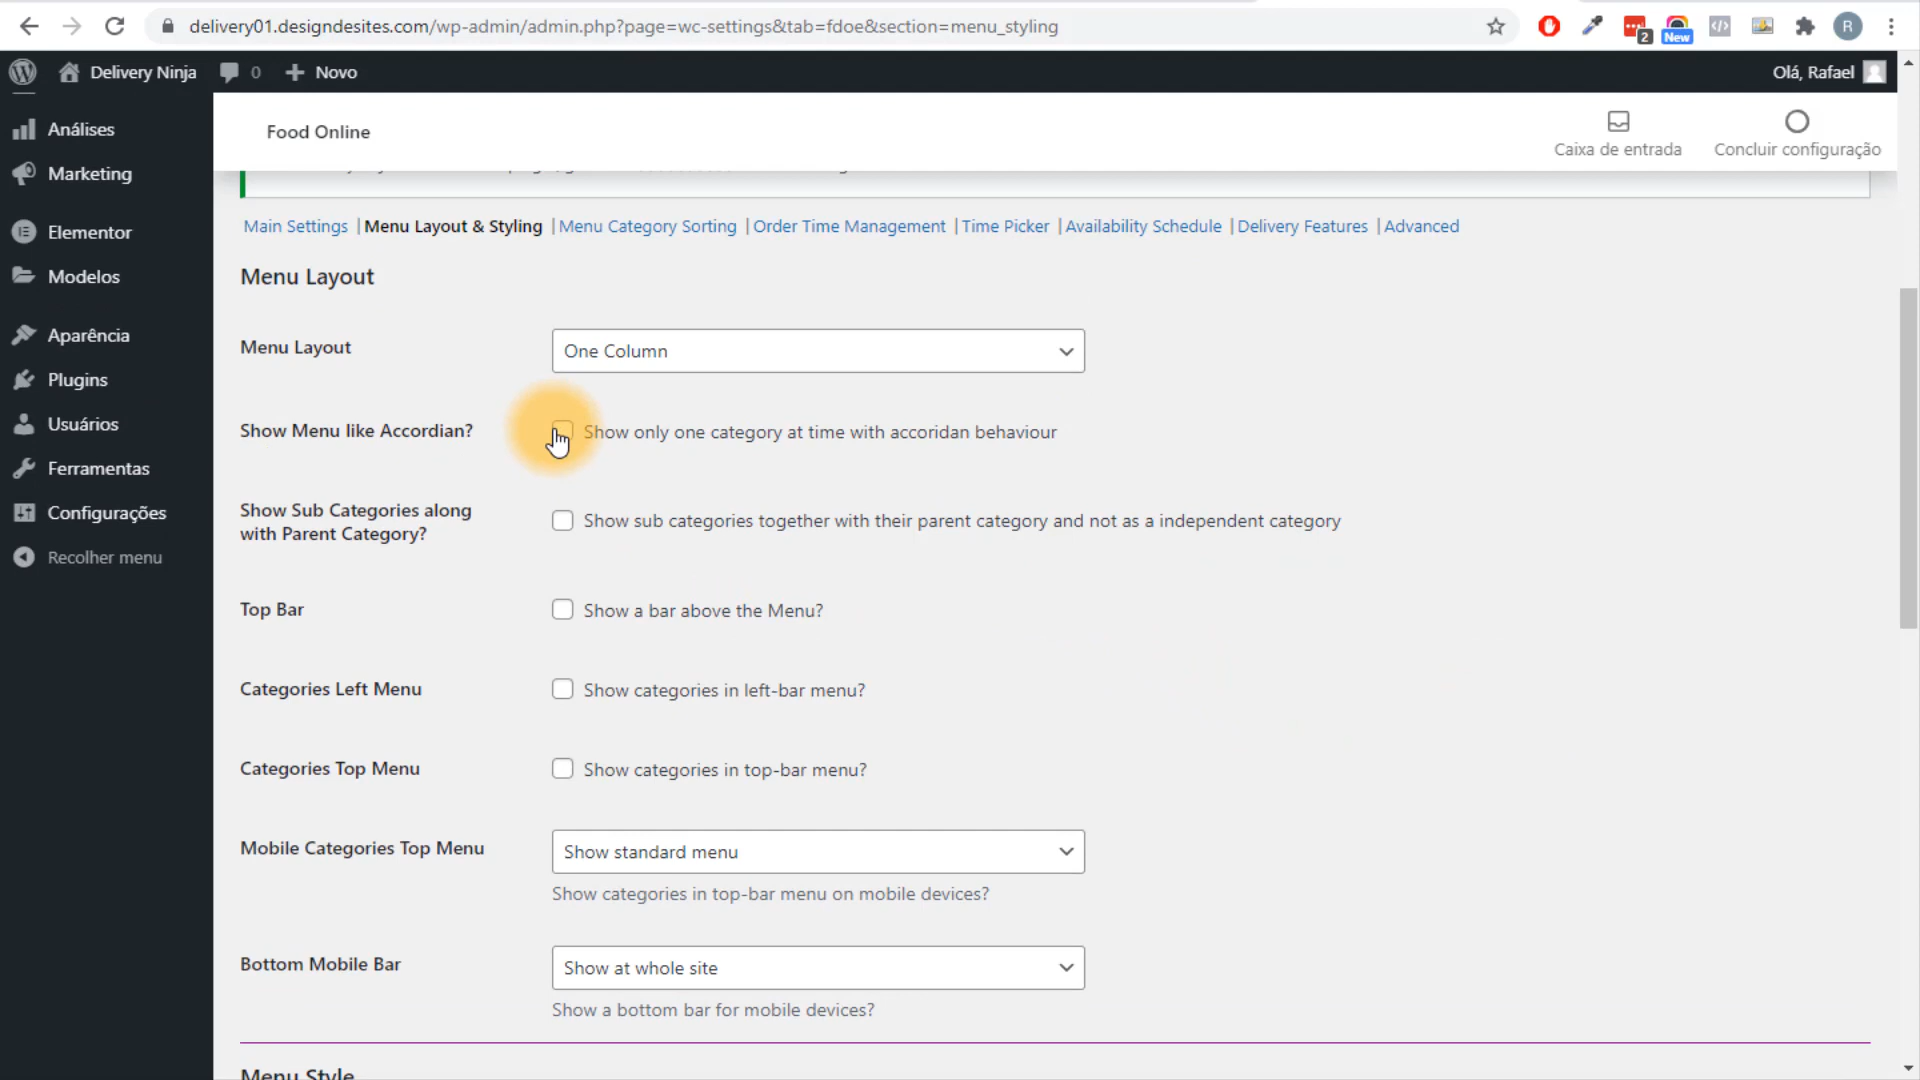 delivery01.designdesites.com/wp-admin/admin.php?page=wc-settings&tab=fdoe&section=menu_styling
2
New
R
Delivery Ninja
0
Novo
Olá, Rafael
Análises
Marketing
Elementor
Modelos
Aparência
Plugins
Usuários
Ferramentas
Configurações
Recolher menu
Food Online
Caixa de entrada
Concluir configuração
Main Settings | Menu Layout & Styling | Menu Category Sorting | Order Time Management | Time Picker | Availability Schedule | Delivery Features | Advanced
Menu Layout
Menu Layout
One Column
Show Menu like Accordian?
Show only one category at time with accoridan behaviour
Show Sub Categories along
with Parent Category?
Show sub categories together with their parent category and not as a independent category
Top Bar
Show a bar above the Menu?
Categories Left Menu
Show categories in left-bar menu?
Categories Top Menu
Show categories in top-bar menu?
Mobile Categories Top Menu
Show standard menu
Show categories in top-bar menu on mobile devices?
Bottom Mobile Bar
Show at whole site
Show a bottom bar for mobile devices?
Menu Style